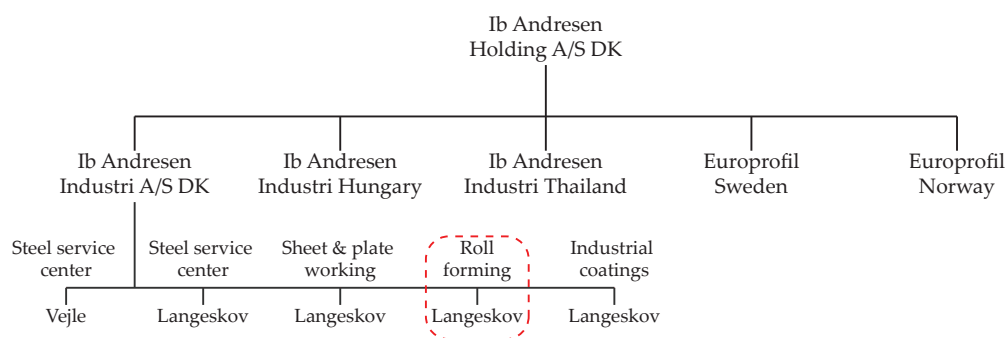 Ib Andresen
Holding A/S DK
Ib Andresen
Industri A/S DK
Ib Andresen
Industri Hungary
Ib Andresen
Industri Thailand
Europrofil
Sweden
Europrofil
Norway
Steel service
center
Steel service
center
Sheet & plate
working
Roll
forming
Industrial
coatings
Vejle
Langeskov
Langeskov
Langeskov
Langeskov